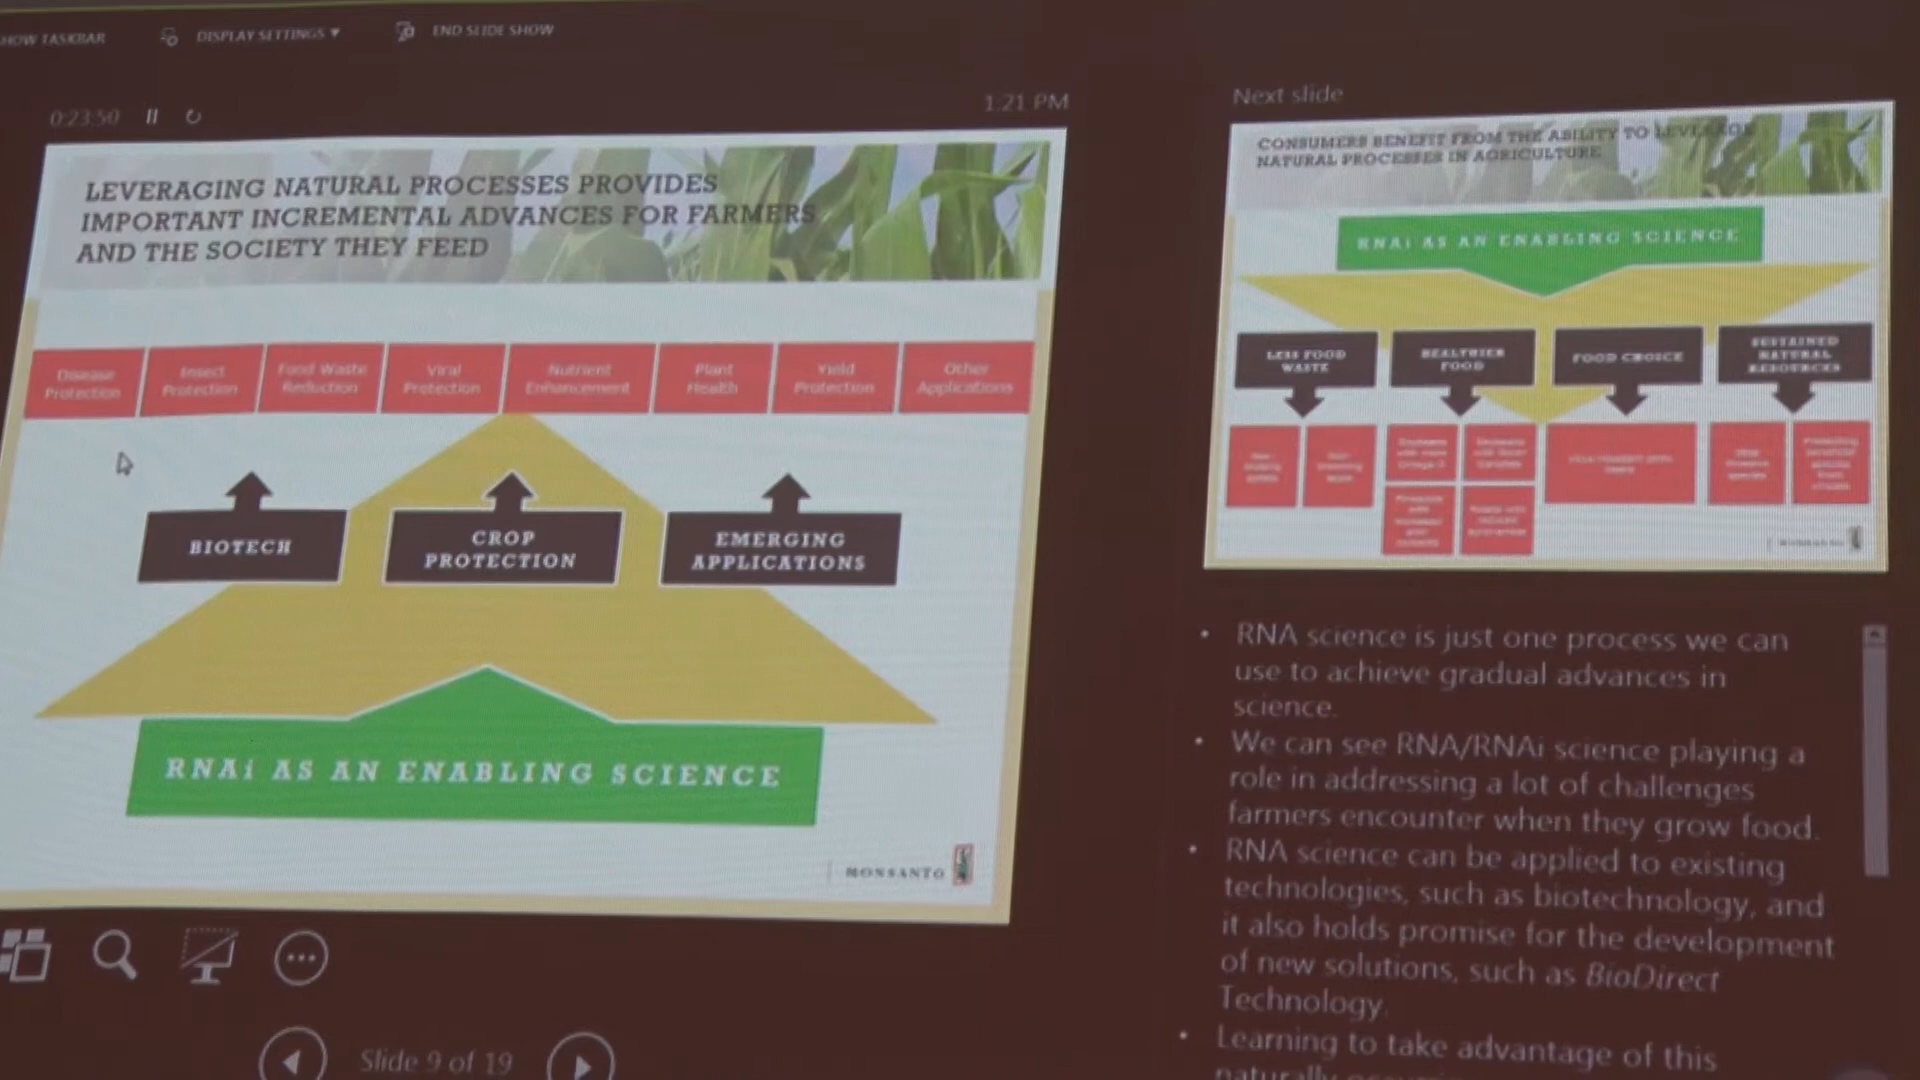 HOW TASKBAR
DISPLAY SETTINGS ▼
END SLIDE SHOW
0:23:50
1:21 PM
LEVERAGING NATURAL PROCESSES PROVIDES
IMPORTANT INCREMENTAL ADVANCES FOR FARMERS
AND THE SOCIETY THEY FEED
Disease
Protection
Insect
Protection
Food Waste
Reduction
Viral
Protection
Nutrient
Enhancement
Plant
Health
Yield
Protection
Other
Applications
BIOTECH
CROP
PROTECTION
EMERGING
APPLICATIONS
RNAi AS AN ENABLING SCIENCE
MONSANTO
Slide 9 of 19
Next slide
CONSUMERS BENEFIT FROM THE ABILITY TO LEVERAGE
NATURAL PROCESSES IN AGRICULTURE
RNAi AS AN ENABLING SCIENCE
LESS FOOD
WASTE
HEALTHIER
FOOD
FOOD CHOICE
SUSTAINED
NATURAL
RESOURCES
MONSANTO
• RNA science is just one process we can
use to achieve gradual advances in
science.
• We can see RNA/RNAi science playing a
role in addressing a lot of challenges
farmers encounter when they grow food.
• RNA science can be applied to existing
technologies, such as biotechnology, and
it also holds promise for the development
of new solutions, such as BioDirect
Technology.
• Learning to take advantage of this
naturally